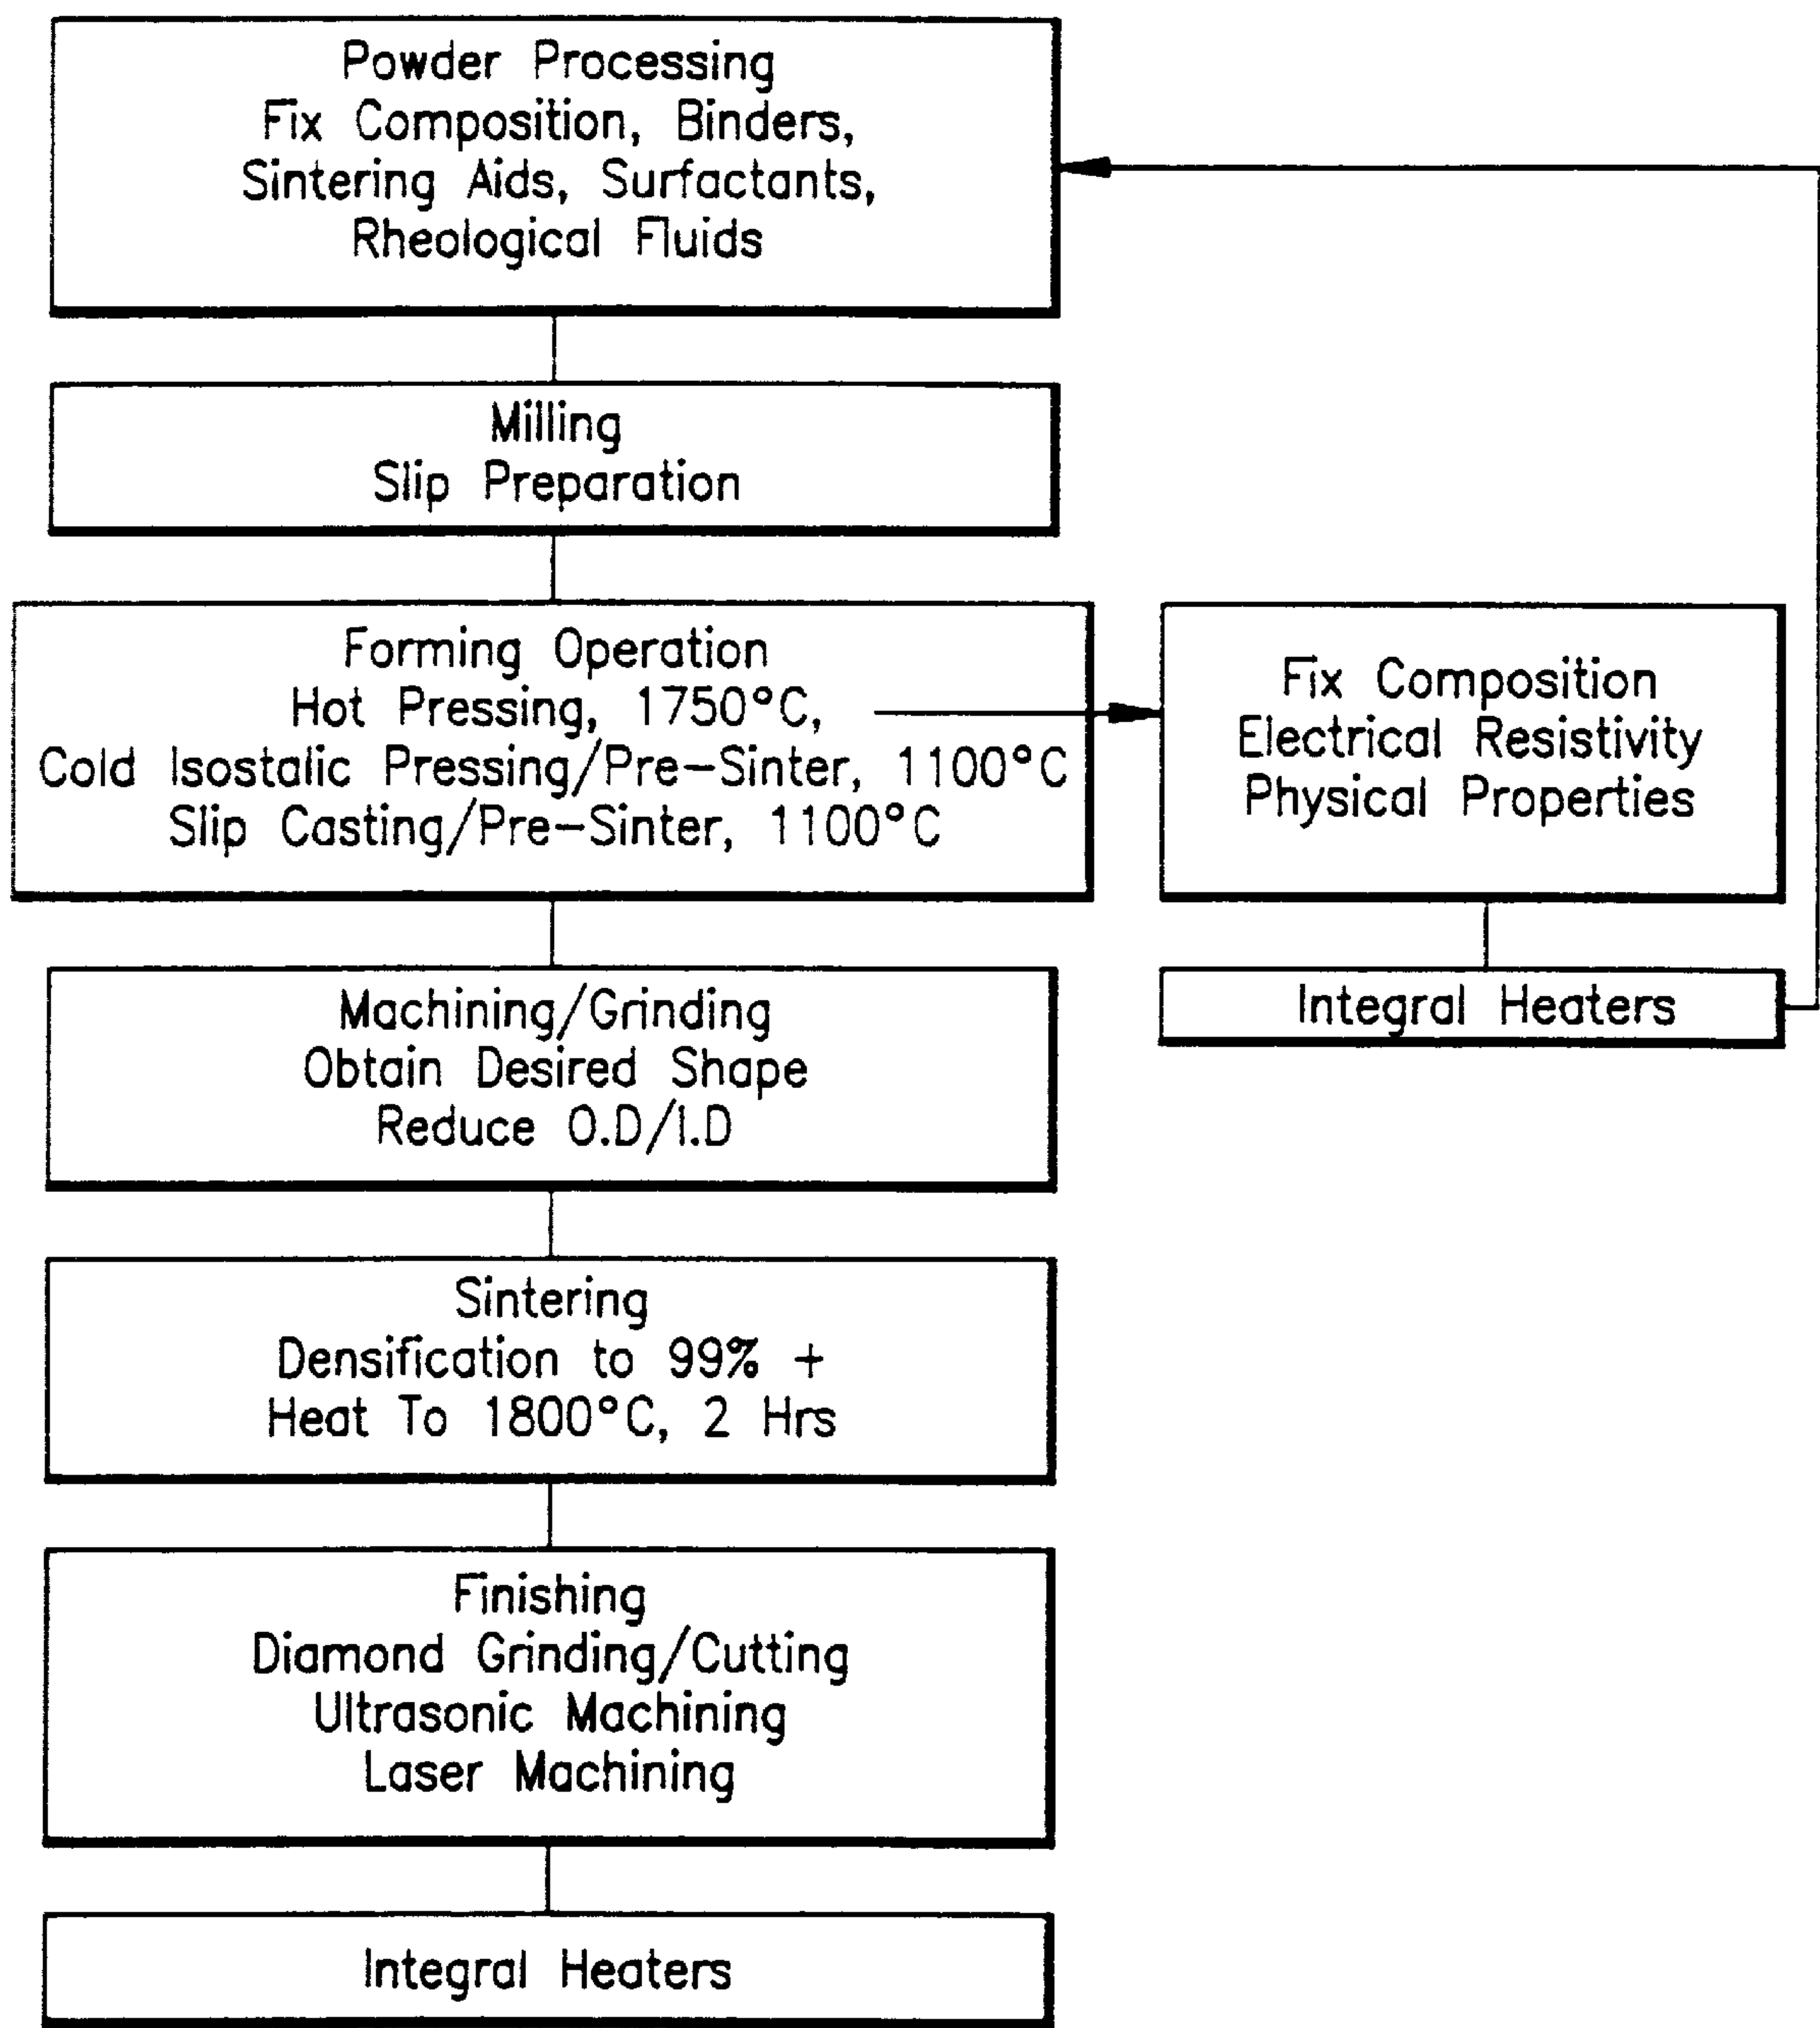 Powder Processing
Fix Composition, Binders,
Sintering Aids, Surfactants,
Rheological Fluids
Milling
Slip Preparation
Forming Operation
Hot Pressing, 1750°C,
Cold Isostalic Pressing/Pre-Sinter, 1100°C
Slip Casting/Pre-Sinter, 1100°C
Fix Composition
Electrical Resistivity
Physical Properties
Integral Heaters
Machining/Grinding
Obtain Desired Shape
Reduce O.D/I.D
Sintering
Densification to 99% +
Heat To 1800°C, 2 Hrs
Finishing
Diamond Grinding/Cutting
Ultrasonic Machining
Laser Machining
Integral Heaters